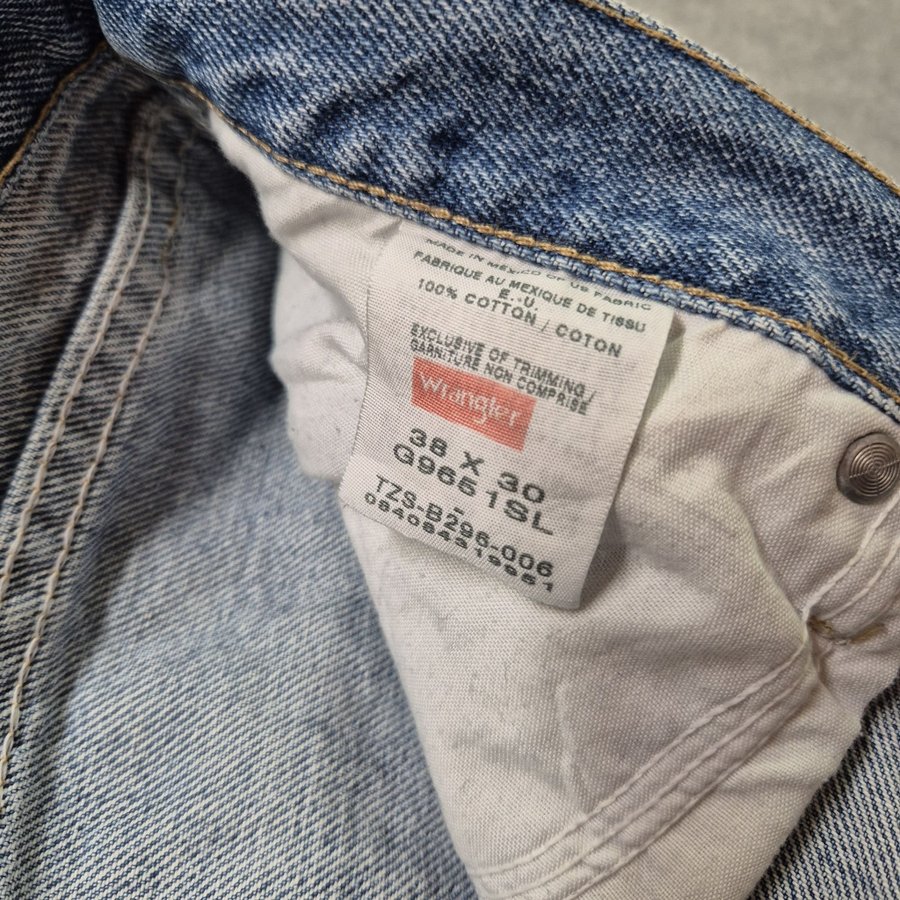 MADE IN MEXICO OF US FABRIC
FABRIQUE AU MEXIQUE DE TISSU
E.-U.
100% COTTON / COTON
EXCLUSIVE OF TRIMMING /
GARNITURE NON COMPRISE
Wrangler
38 X 30
G9651SL
-
TZS-B296-006